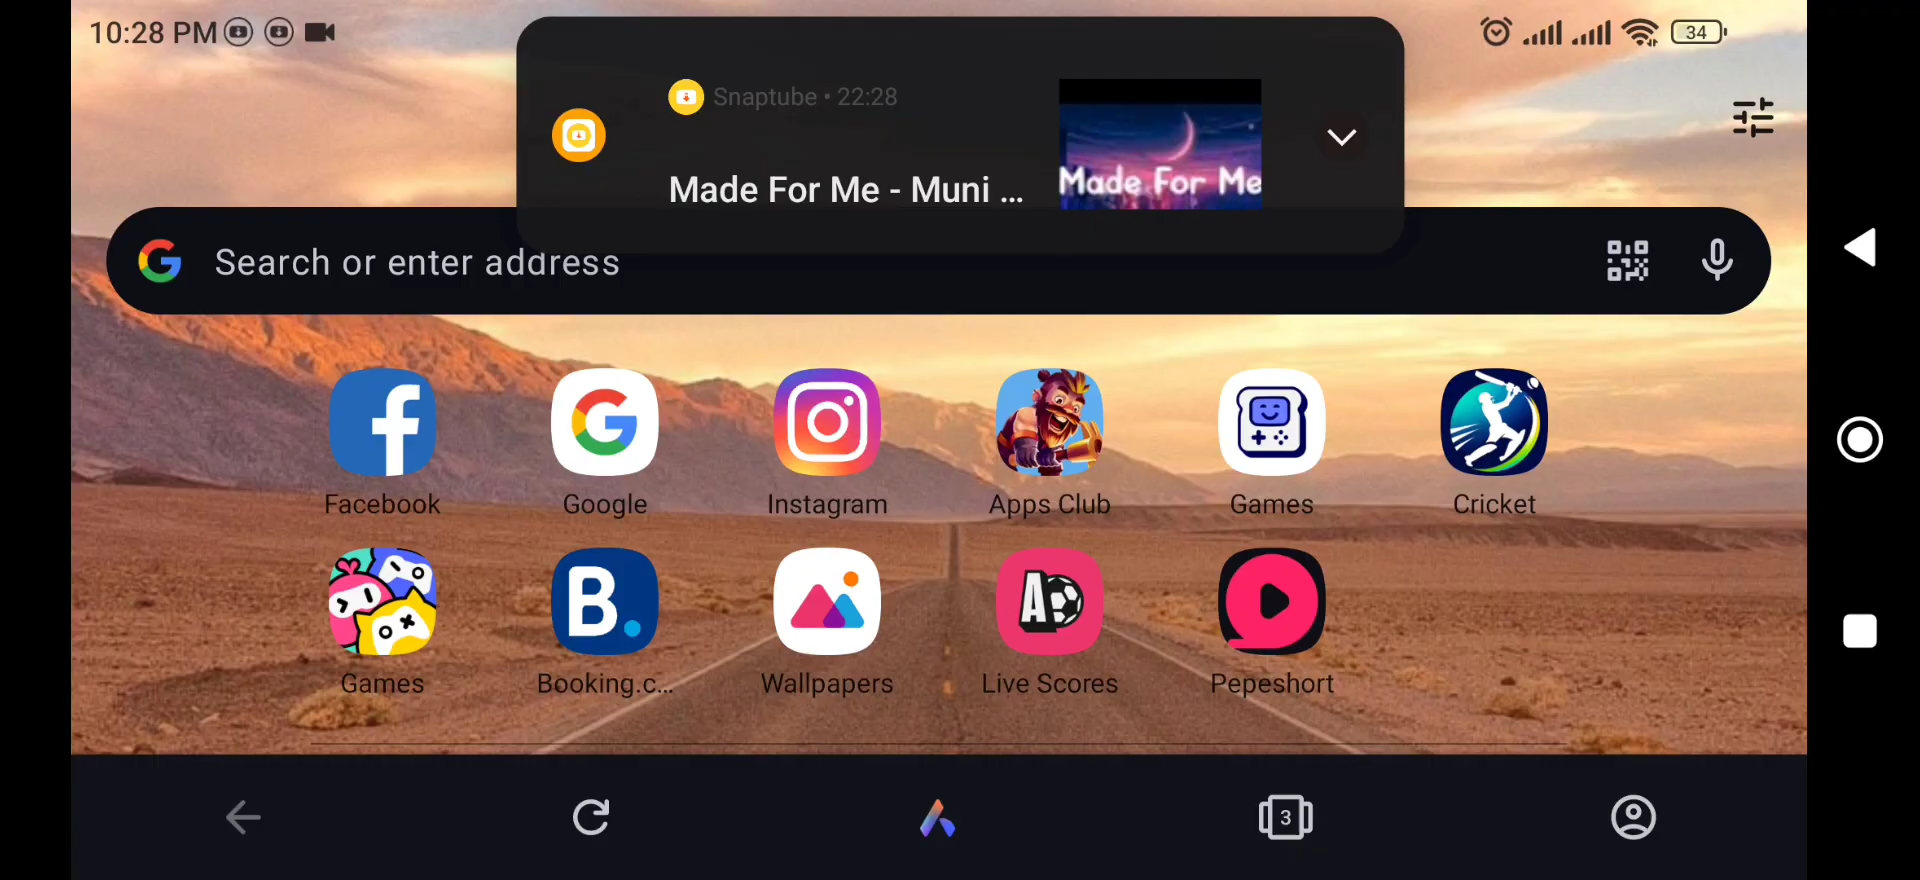 10:28 PM
34
Snaptube • 22:28
Made For Me - Muni ...
Made For Me
Search or enter address
Facebook
Google
Instagram
Apps Club
Games
Cricket
Games
Booking.c...
Wallpapers
Live Scores
Pepeshort
3